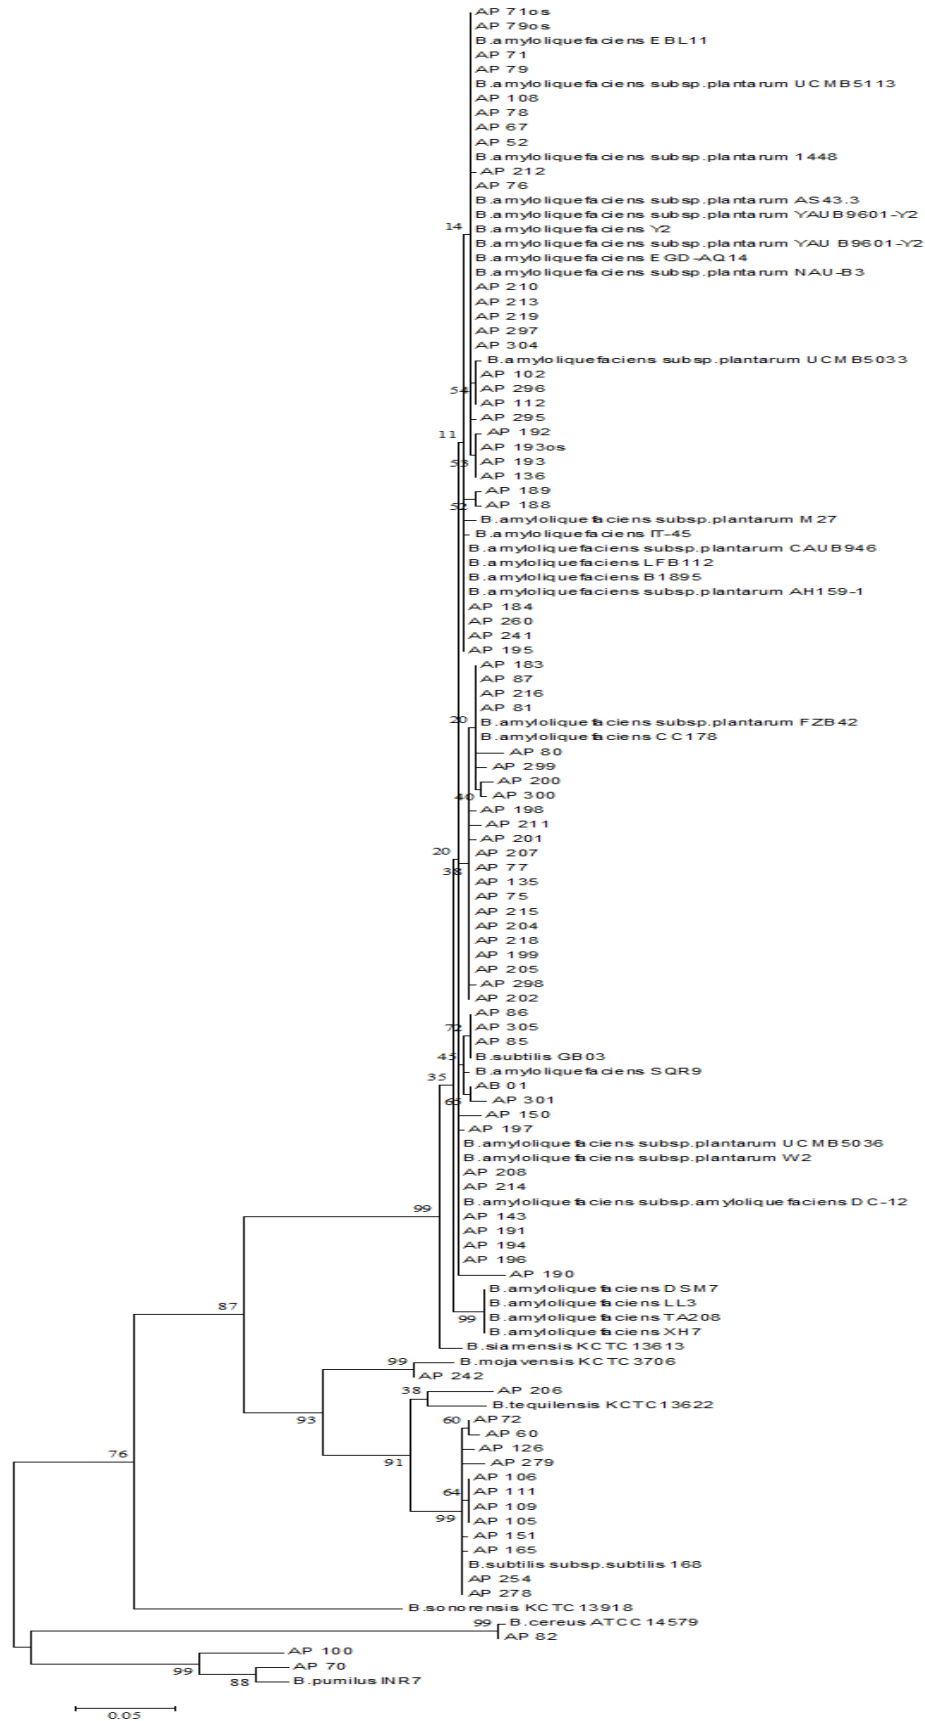 AP 71os
AP 79os
B.amyloliquefaciens EBL11
AP 71
AP 79
B.amyloliquefaciens subsp.plantarum UCMB5113
AP 108
AP 78
AP 67
AP 52
B.amyloliquefaciens subsp.plantarum 1448
AP 212
AP 76
B.amyloliquefaciens subsp.plantarum AS43.3
B.amyloliquefaciens subsp.plantarum YAUB9601-Y2
14
B.amyloliquefaciens Y2
B.amyloliquefaciens subsp.plantarum YAU B9601-Y2
B.amyloliquefaciens EGD-AQ14
B.amyloliquefaciens subsp.plantarum NAU-B3
AP 210
AP 213
AP 219
AP 297
AP 304
B.amyloliquefaciens subsp.plantarum UCMB5033
AP 102
54
AP 296
AP 112
AP 295
11
AP 192
AP 193os
53
AP 193
AP 136
AP 189
52
AP 188
B.amyloliquefaciens subsp.plantarum M27
B.amyloliquefaciens IT-45
B.amyloliquefaciens subsp.plantarum CAUB946
B.amyloliquefaciens LFB112
B.amyloliquefaciens B1895
B.amyloliquefaciens subsp.plantarum AH159-1
AP 184
AP 260
AP 241
AP 195
AP 183
AP 87
AP 216
AP 81
20
B.amyloliquefaciens subsp.plantarum FZB42
B.amyloliquefaciens CC178
AP 80
AP 299
AP 200
40
AP 300
AP 198
AP 211
AP 201
20
AP 207
38
AP 77
AP 135
AP 75
AP 215
AP 204
AP 218
AP 199
AP 205
AP 298
AP 202
AP 86
72
AP 305
AP 85
45
B.subtilis GB03
B.amyloliquefaciens SQR9
35
AB 01
65
AP 301
AP 150
AP 197
B.amyloliquefaciens subsp.plantarum UCMB5036
B.amyloliquefaciens subsp.plantarum W2
AP 208
AP 214
B.amyloliquefaciens subsp.amyloliquefaciens DC-12
99
AP 143
AP 191
AP 194
AP 196
AP 190
B.amyloliquefaciens DSM7
87
B.amyloliquefaciens LL3
99
B.amyloliquefaciens TA208
B.amyloliquefaciens XH7
B.siamensis KCTC13613
99
B.mojavensis KCTC3706
AP 242
38
AP 206
B.tequilensis KCTC13622
93
60
AP72
AP 60
AP 126
76
91
AP 279
AP 106
64
AP 111
AP 109
99
AP 105
AP 151
AP 165
B.subtilis subsp.subtilis 168
AP 254
AP 278
B.sonorensis KCTC13918
99
B.cereus ATCC14579
AP 82
AP 100
99
AP 70
88
B.pumilus INR7
0.05